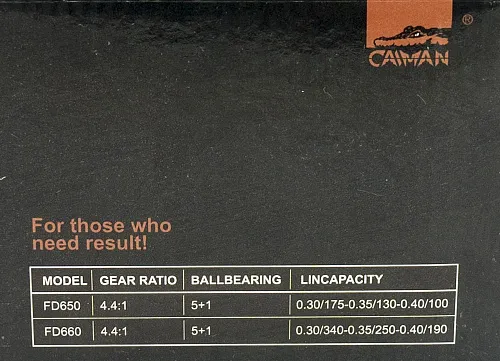 CAIMAN ®
For those who
need result!
MODEL GEAR RATIO BALLBEARING LINCAPACITY
FD650 4.4:1 5+1 0.30/175-0.35/130-0.40/100
FD660 4.4:1 5+1 0.30/340-0.35/250-0.40/190